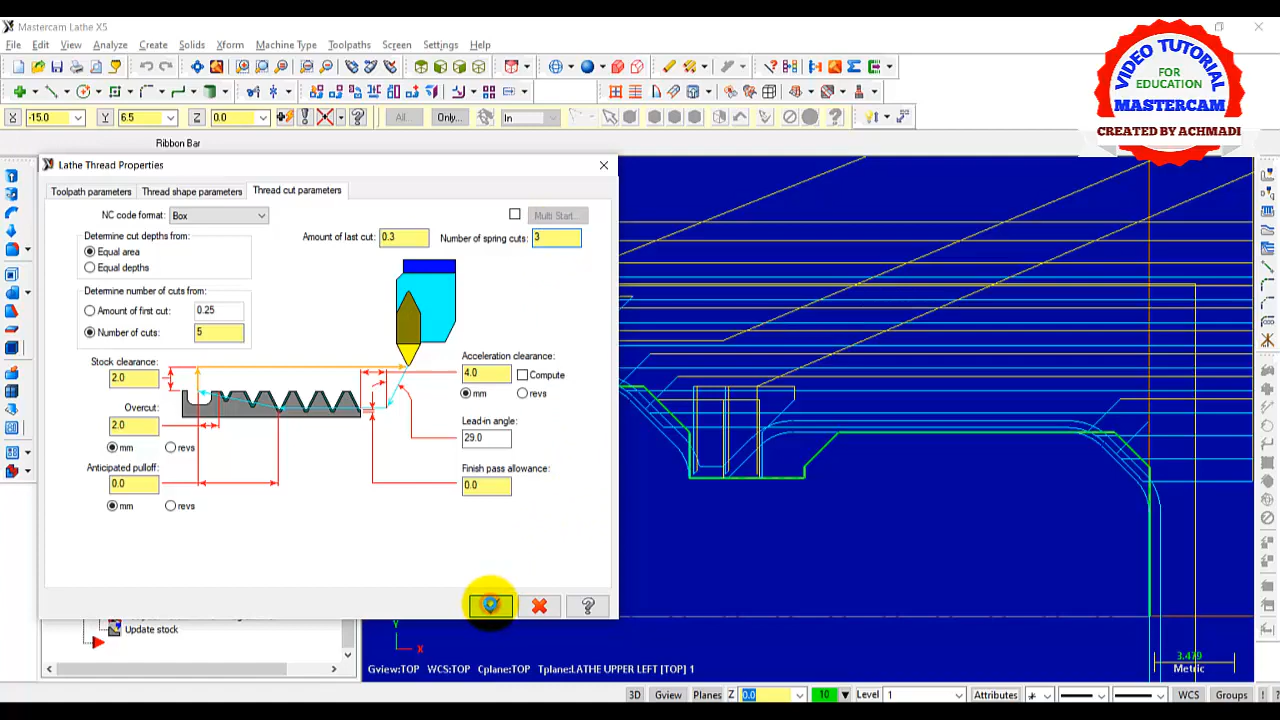 Mastercam Lathe X5
File Edit View Analyze Create Solids Xform Machine Type Toolpaths Screen Settings Help
X -15.0 Y 6.5 Z 0.0 All... Only... In
Ribbon Bar
VIDEO TUTORIAL
FOR
EDUCATION
MASTERCAM
CREATED BY ACHMADI
Lathe Thread Properties
Toolpath parameters Thread shape parameters Thread cut parameters
NC code format: Box
Multi Start...
Determine cut depths from:
Equal area
Equal depths
Amount of last cut: 0.3 Number of spring cuts: 3
Determine number of cuts from:
Amount of first cut: 0.25
Number of cuts: 5
Stock clearance:
2.0
Overcut:
2.0
mm revs
Anticipated pulloff:
0.0
mm revs
Acceleration clearance:
4.0 Compute
mm revs
Lead-in angle:
29.0
Finish pass allowance:
0.0
Update stock
Y
X
Gview:TOP WCS:TOP Cplane:TOP Tplane:LATHE UPPER LEFT [TOP] 1
3.479
Metric
3D Gview Planes Z 0.0 10 Level 1 Attributes WCS Groups ! ?